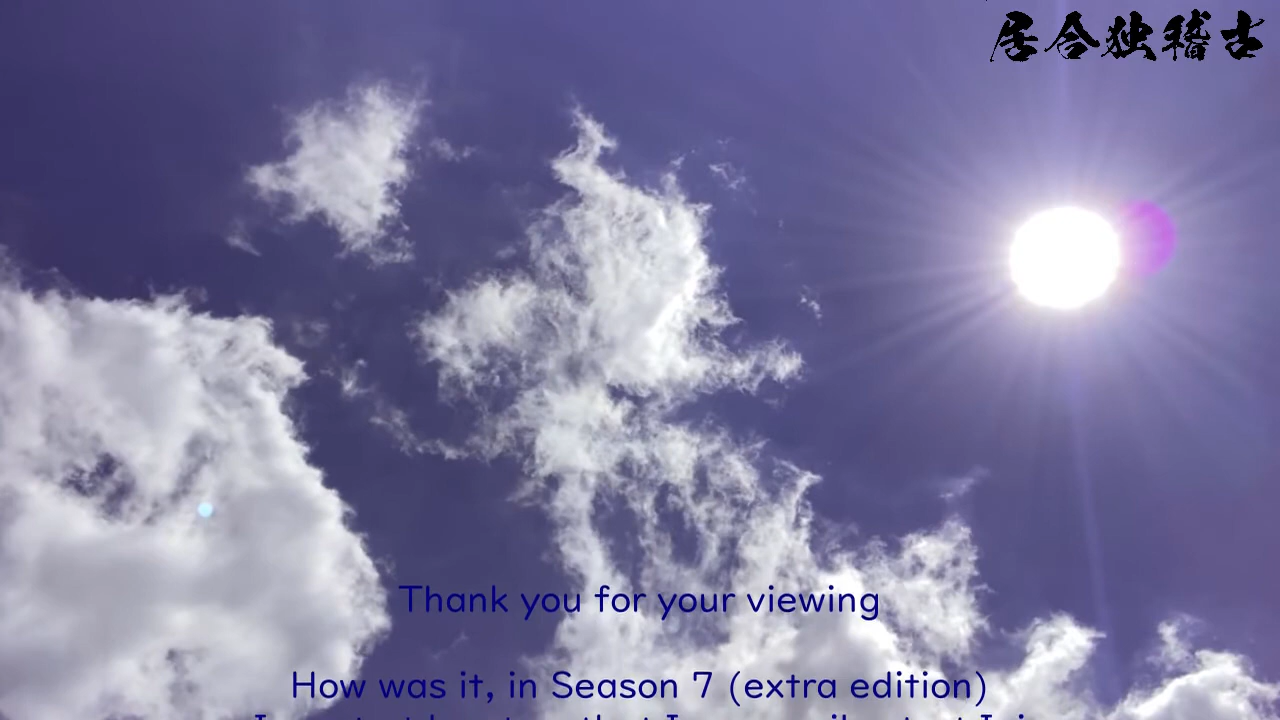 居合独稽古
Thank you for your viewing
How was it, in Season 7 (extra edition)